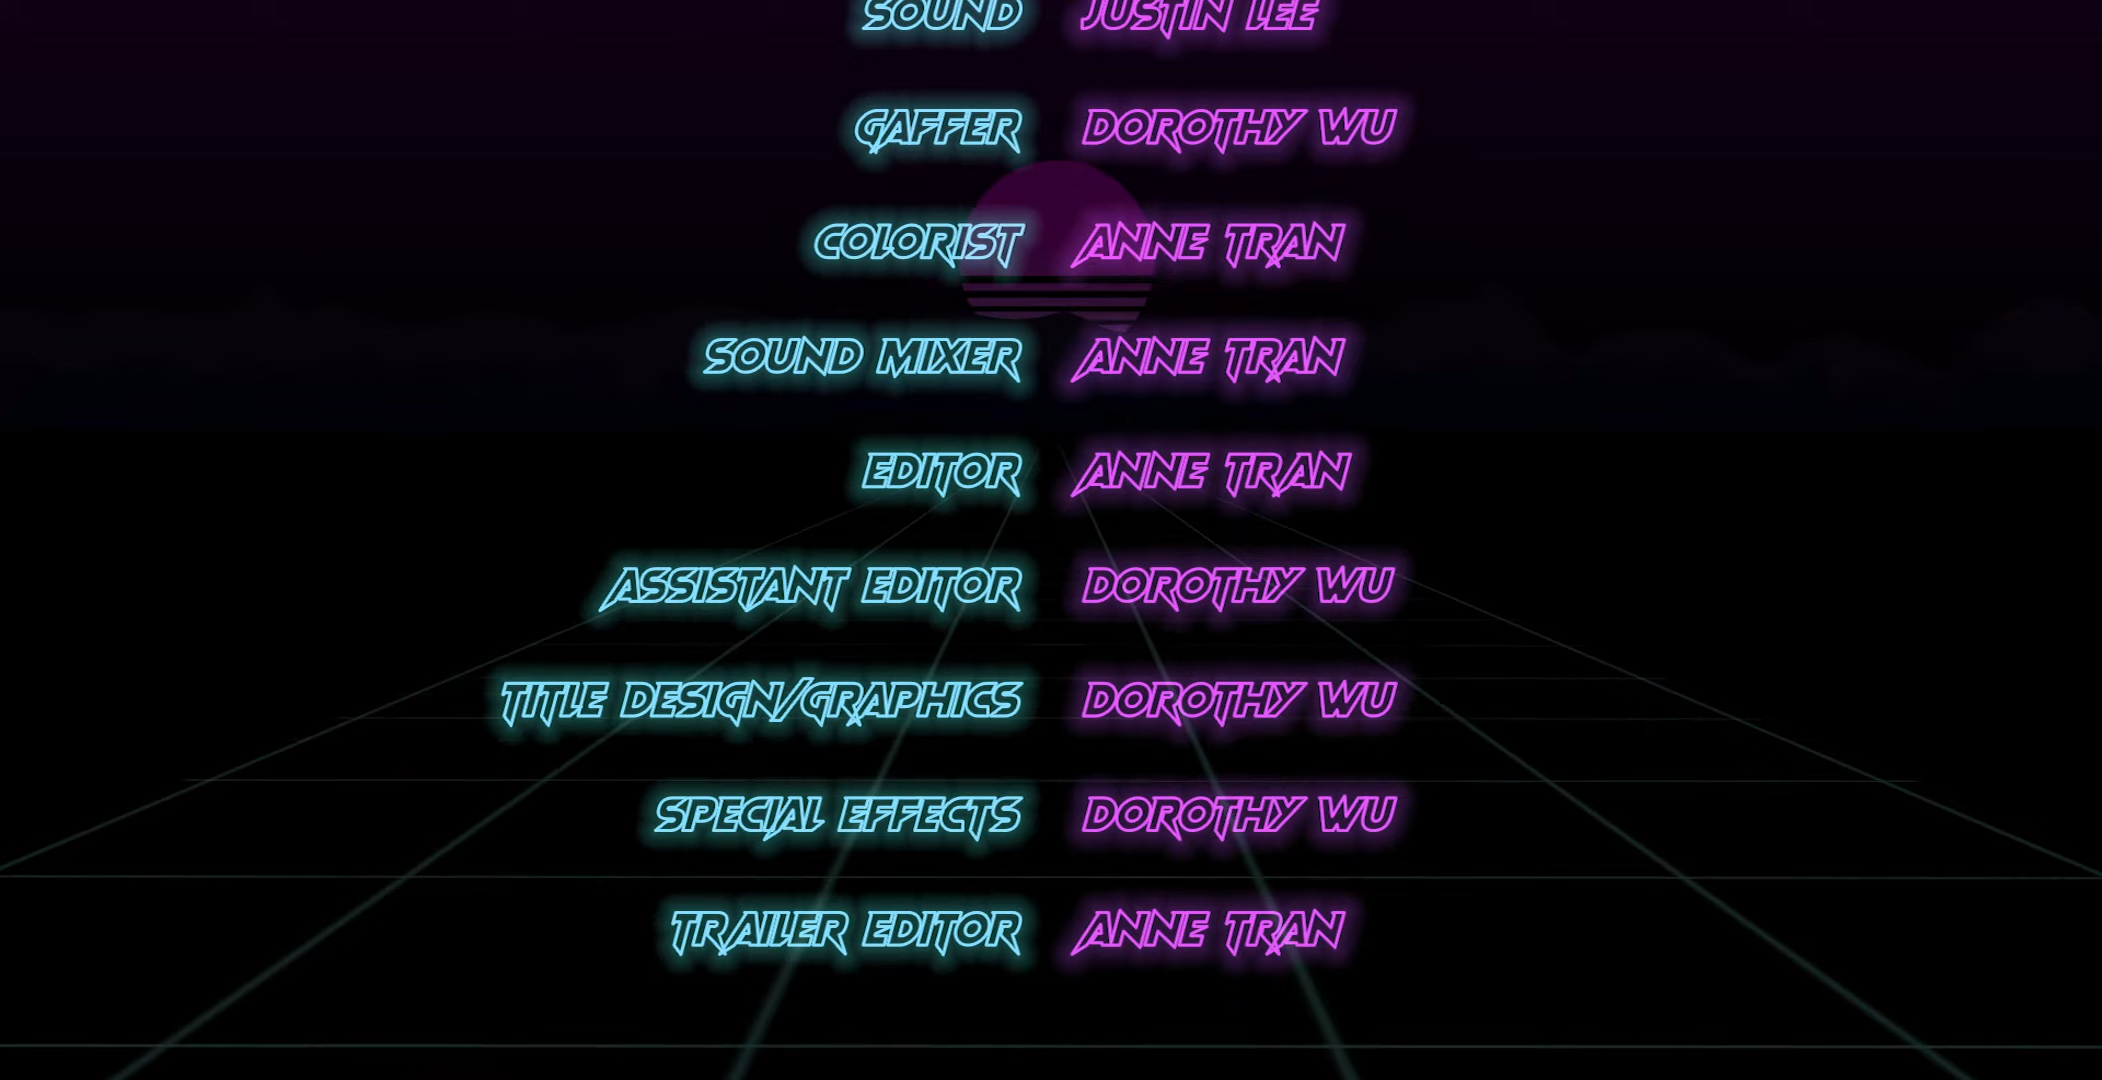 SOUND JUSTIN LEE
GAFFER DOROTHY WU
COLORIST ANNE TRAN
SOUND MIXER ANNE TRAN
EDITOR ANNE TRAN
ASSISTANT EDITOR DOROTHY WU
TITLE DESIGN/GRAPHICS DOROTHY WU
SPECIAL EFFECTS DOROTHY WU
TRAILER EDITOR ANNE TRAN